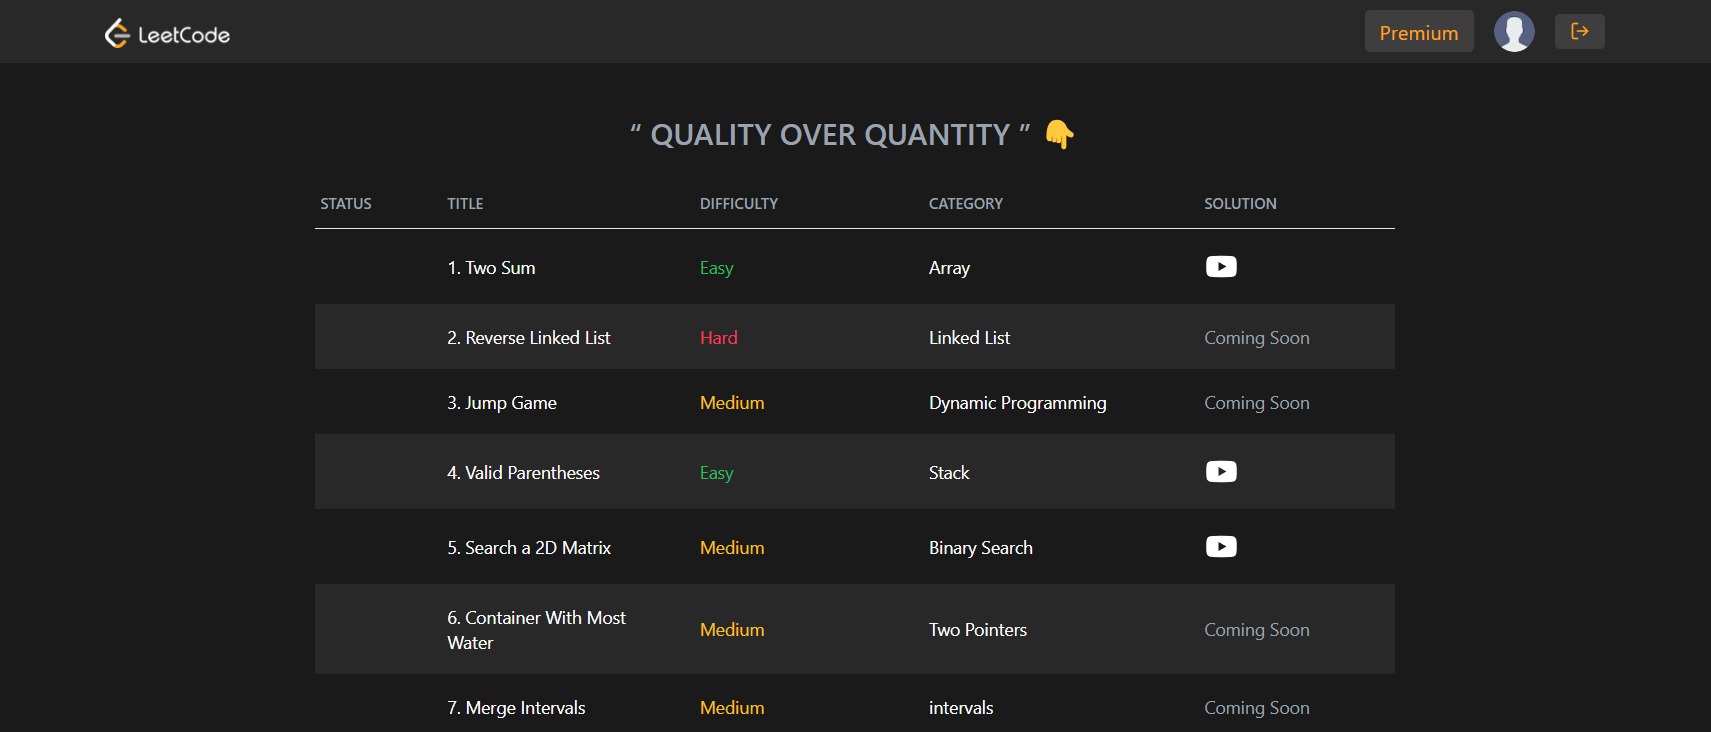 LeetCode
Premium
“ QUALITY OVER QUANTITY ” 👇
STATUS TITLE DIFFICULTY CATEGORY SOLUTION
1. Two Sum Easy Array
2. Reverse Linked List Hard Linked List Coming Soon
3. Jump Game Medium Dynamic Programming Coming Soon
4. Valid Parentheses Easy Stack
5. Search a 2D Matrix Medium Binary Search
6. Container With Most
Water Medium Two Pointers Coming Soon
7. Merge Intervals Medium intervals Coming Soon